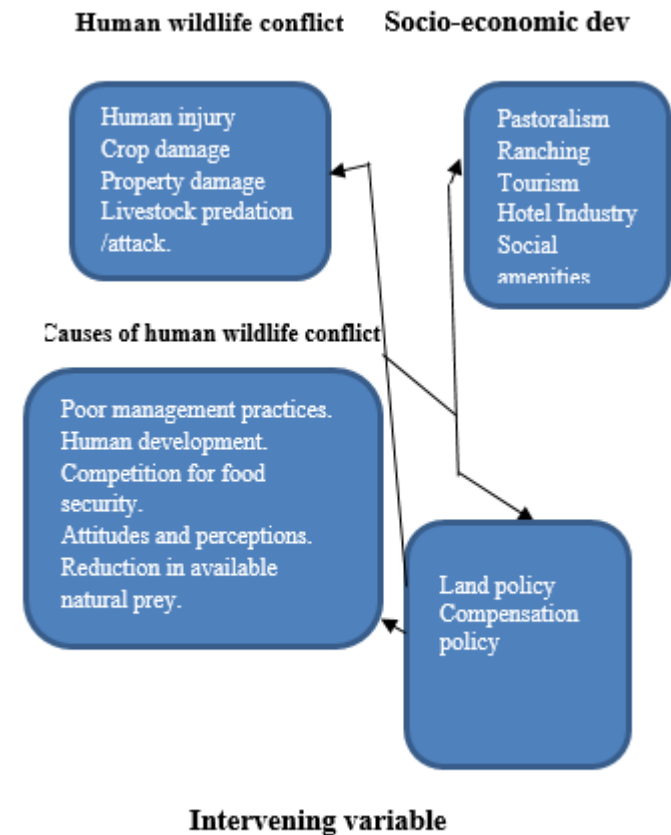 Human wildlife conflict
Socio-economic dev
Human injury
Crop damage
Property damage
Livestock predation
/attack.
Pastoralism
Ranching
Tourism
Hotel Industry
Social
amenities
Causes of human wildlife conflict
Poor management practices.
Human development.
Competition for food
security.
Attitudes and perceptions.
Reduction in available
natural prey.
Land policy
Compensation
policy
Intervening variable